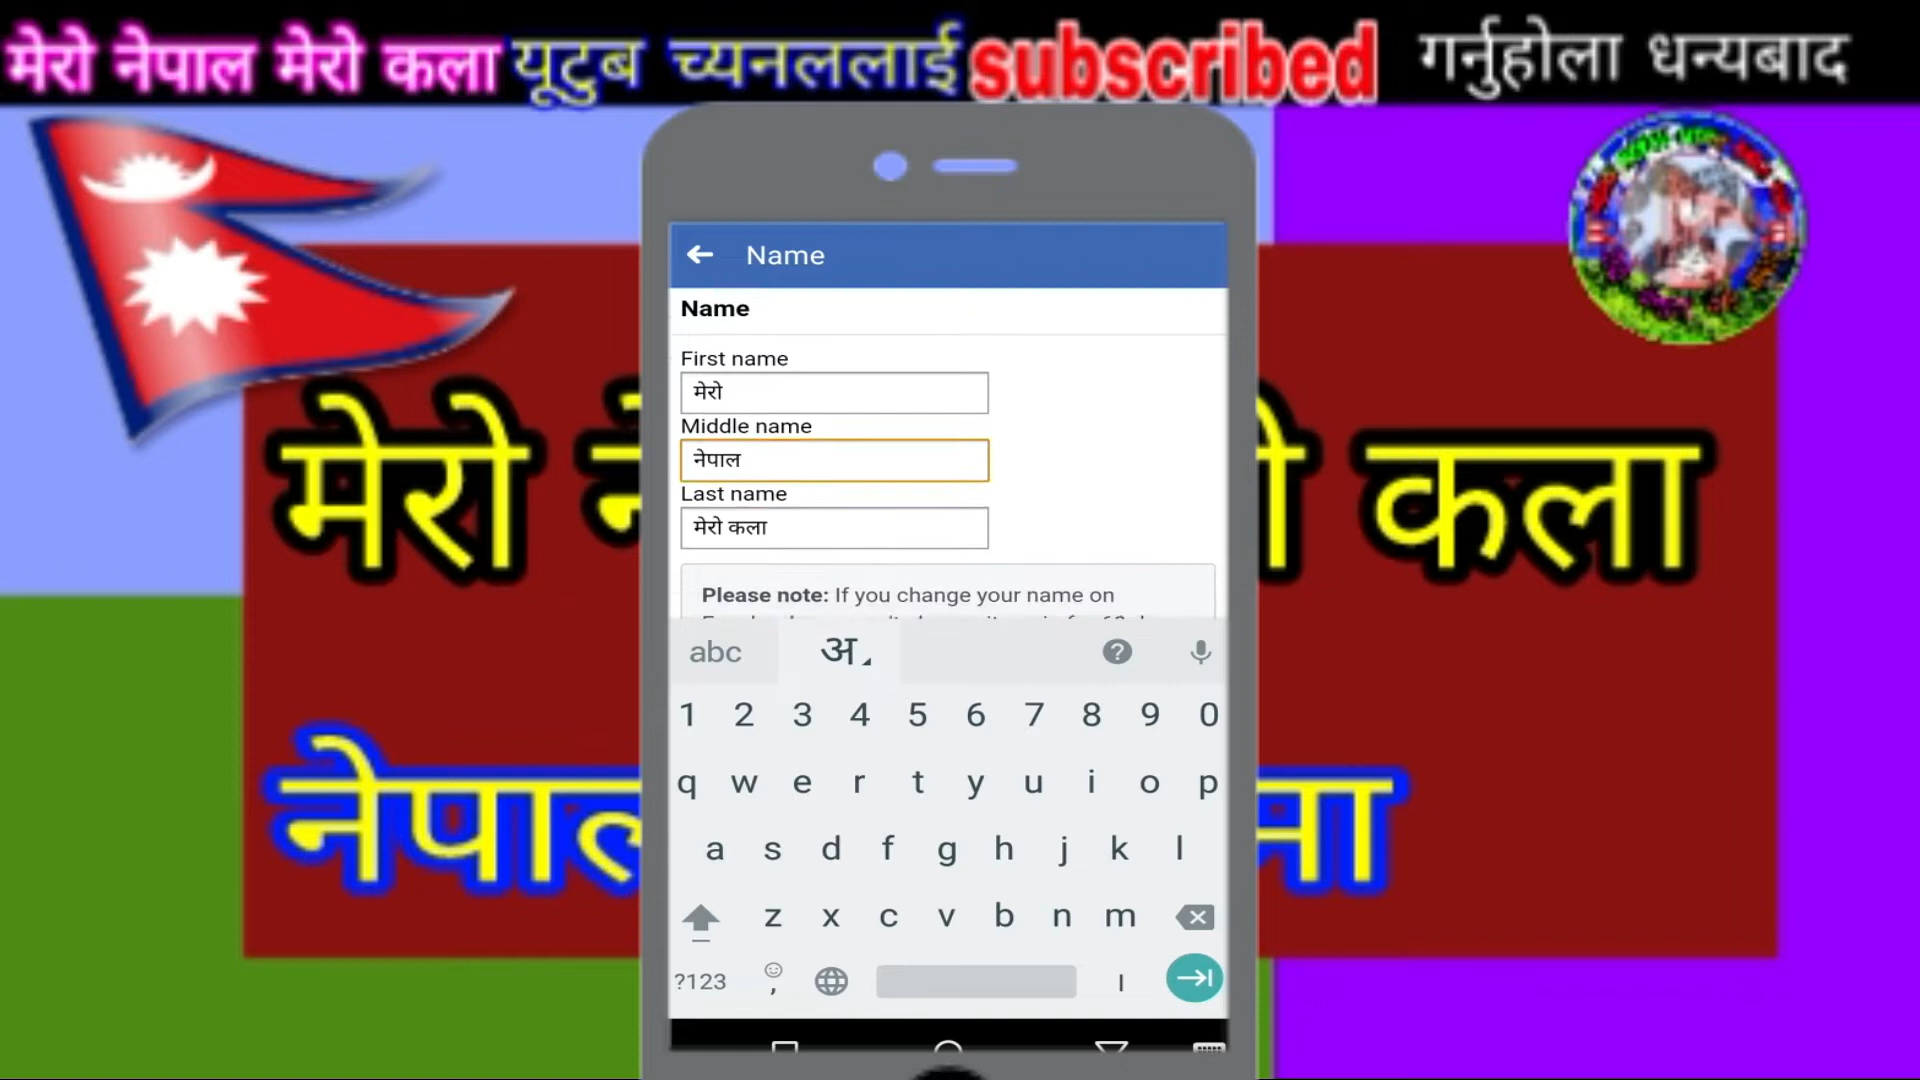 मेरो नेपाल मेरो कला यूटुब च्यनललाई subscribed गर्नुहोला धन्यबाद
Name
Name
First name
मेरो
Middle name
नेपाल
Last name
मेरो कला
Please note: If you change your name on
मेरो कला
abc अ
1 2 3 4 5 6 7 8 9 0
q w e r t y u i o p
a s d f g h j k l
z x c v b n m
?123 , ।